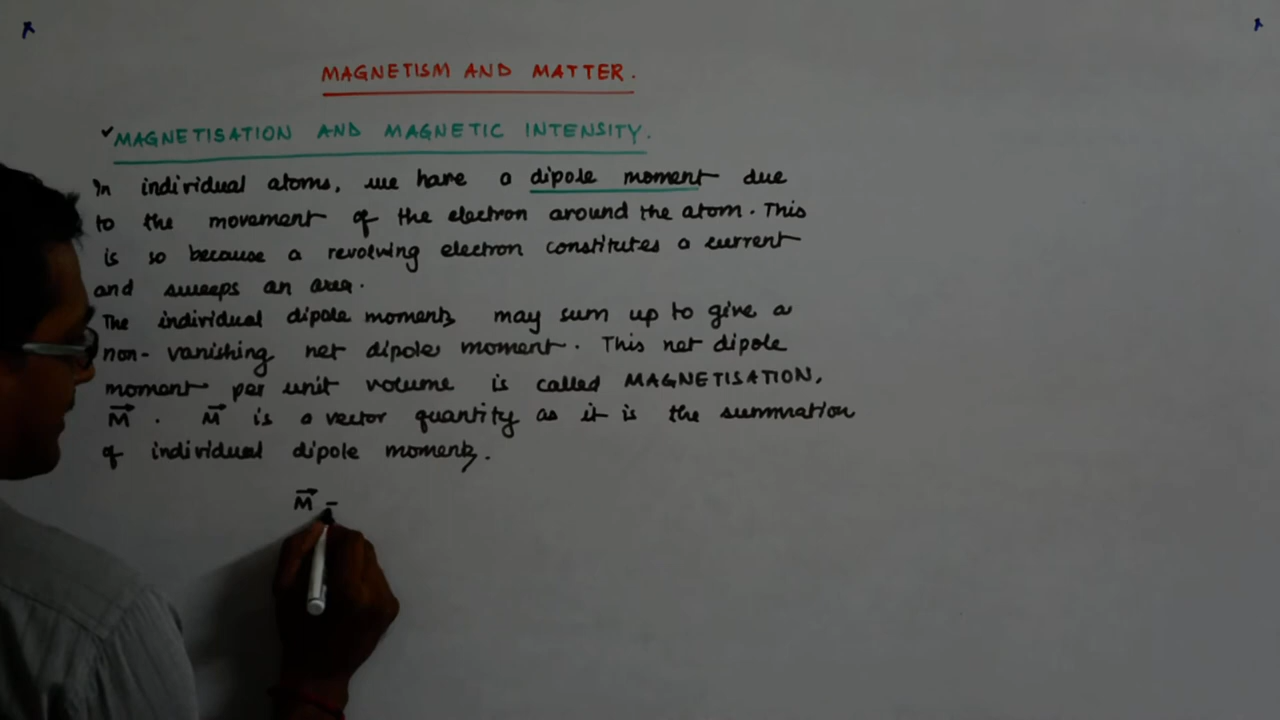 MAGNETISM AND MATTER.
✓MAGNETISATION AND MAGNETIC INTENSITY.
In individual atoms, we have a dipole moment due
to the movement of the electron around the atom. This
is so because a revolving electron constitutes a current
and sweeps an area.
The individual dipole moments may sum up to give a
non-vanishing net dipole moment. This net dipole
moment per unit volume is called MAGNETISATION,
M⃗. M⃗ is a vector quantity as it is the summation
of individual dipole moments.
M⃗ -